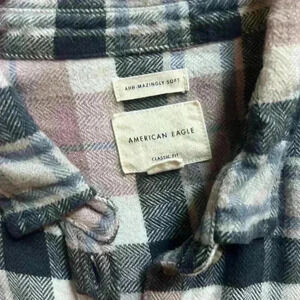 AHH-MAZINGLY SOFT
AMERICAN EAGLE
CLASSIC FIT